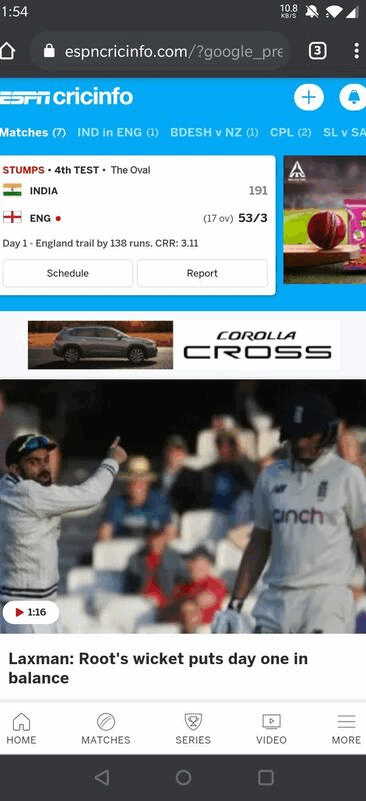 1:54
10.8
KB/S
espncricinfo.com/?google_pre
3
ESPN cricinfo
Matches (7) IND in ENG (1) BDESH v NZ (1) CPL (2) SL v SA
STUMPS • 4th TEST • The Oval
INDIA 191
ENG (17 ov) 53/3
Day 1 - England trail by 138 runs. CRR: 3.11
Schedule Report
COROLLA
CROSS
cinch
1:16
Laxman: Root's wicket puts day one in
balance
HOME MATCHES SERIES VIDEO MORE